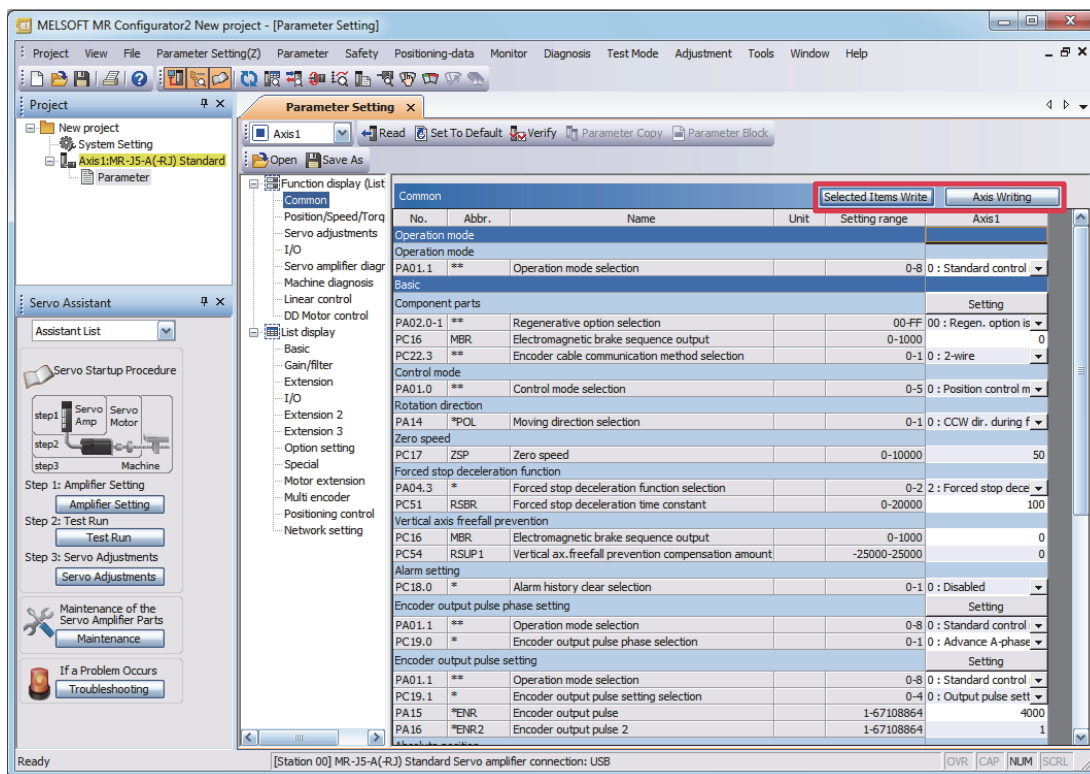 MELSOFT MR Configurator2 New project - [Parameter Setting]
Project View File Parameter Setting(Z) Parameter Safety Positioning-data Monitor Diagnosis Test Mode Adjustment Tools Window Help
Project
New project
System Setting
Axis1:MR-J5-A(-RJ) Standard
Parameter
Servo Assistant
Assistant List
Servo Startup Procedure
step1 Servo Amp Servo Motor
step2
step3 Machine
Step 1: Amplifier Setting
Amplifier Setting
Step 2: Test Run
Test Run
Step 3: Servo Adjustments
Servo Adjustments
Maintenance of the
Servo Amplifier Parts
Maintenance
If a Problem Occurs
Troubleshooting
Parameter Setting
Axis1 Read Set To Default Verify Parameter Copy Parameter Block
Open Save As
Function display (List
Common
Position/Speed/Torq
Servo adjustments
I/O
Servo amplifier diagr
Machine diagnosis
Linear control
DD Motor control
List display
Basic
Gain/filter
Extension
I/O
Extension 2
Extension 3
Option setting
Special
Motor extension
Multi encoder
Positioning control
Network setting
Common Selected Items Write Axis Writing
No. Abbr. Name Unit Setting range Axis1
Operation mode
Operation mode
PA01.1 ** Operation mode selection 0-8 0 : Standard control
Basic
Component parts Setting
PA02.0-1 ** Regenerative option selection 00-FF 00 : Regen. option is
PC16 MBR Electromagnetic brake sequence output 0-1000 0
PC22.3 ** Encoder cable communication method selection 0-1 0 : 2-wire
Control mode
PA01.0 ** Control mode selection 0-5 0 : Position control m
Rotation direction
PA14 *POL Moving direction selection 0-1 0 : CCW dir. during f
Zero speed
PC17 ZSP Zero speed 0-10000 50
Forced stop deceleration function
PA04.3 * Forced stop deceleration function selection 0-2 2 : Forced stop dece
PC51 RSBR Forced stop deceleration time constant 0-20000 100
Vertical axis freefall prevention
PC16 MBR Electromagnetic brake sequence output 0-1000 0
PC54 RSUP1 Vertical ax.freefall prevention compensation amount -25000-25000 0
Alarm setting
PC18.0 * Alarm history clear selection 0-1 0 : Disabled
Encoder output pulse phase setting Setting
PA01.1 ** Operation mode selection 0-8 0 : Standard control
PC19.0 * Encoder output pulse phase selection 0-1 0 : Advance A-phase
Encoder output pulse setting Setting
PA01.1 ** Operation mode selection 0-8 0 : Standard control
PC19.1 * Encoder output pulse setting selection 0-4 0 : Output pulse sett
PA15 *ENR Encoder output pulse 1-67108864 4000
PA16 *ENR2 Encoder output pulse 2 1-67108864 1
Ready [Station 00] MR-J5-A(-RJ) Standard Servo amplifier connection: USB OVR CAP NUM SCRL